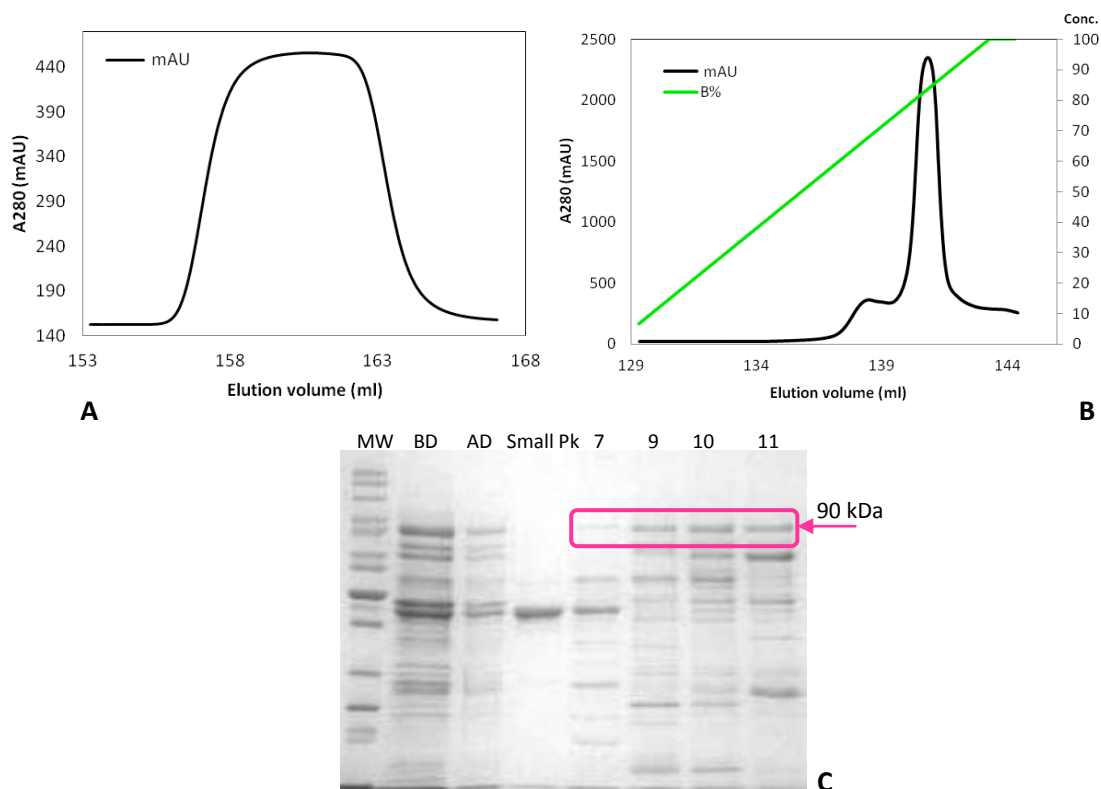 mAU
440
390
340
290
240
190
140
A280 (mAU)
153 158 163 168
Elution volume (ml)
A
Conc.
mAU
B%
2500
2000
1500
1000
500
0
A280 (mAU)
100
90
80
70
60
50
40
30
20
10
0
129 134 139 144
Elution volume (ml)
B
MW BD AD Small Pk 7 9 10 11
90 kDa
C